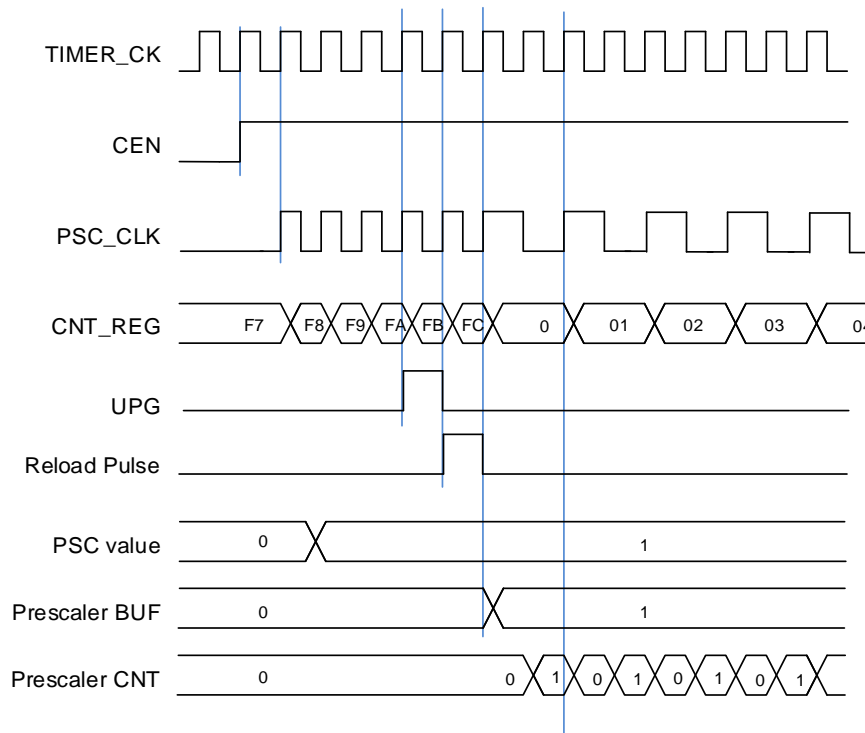 TIMER_CK
CEN
PSC_CLK
CNT_REG F7 F8 F9 FA FB FC 0 01 02 03 04
UPG
Reload Pulse
PSC value 0 1
Prescaler BUF 0 1
Prescaler CNT 0 0 1 0 1 0 1 0 1